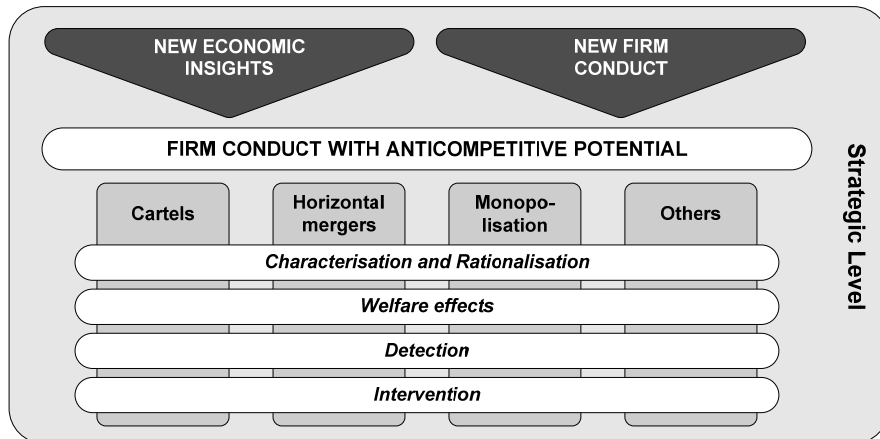 NEW ECONOMIC
INSIGHTS
NEW FIRM
CONDUCT
FIRM CONDUCT WITH ANTICOMPETITIVE POTENTIAL
Cartels
Horizontal
mergers
Monopo-
lisation
Others
Characterisation and Rationalisation
Welfare effects
Detection
Intervention
Strategic Level